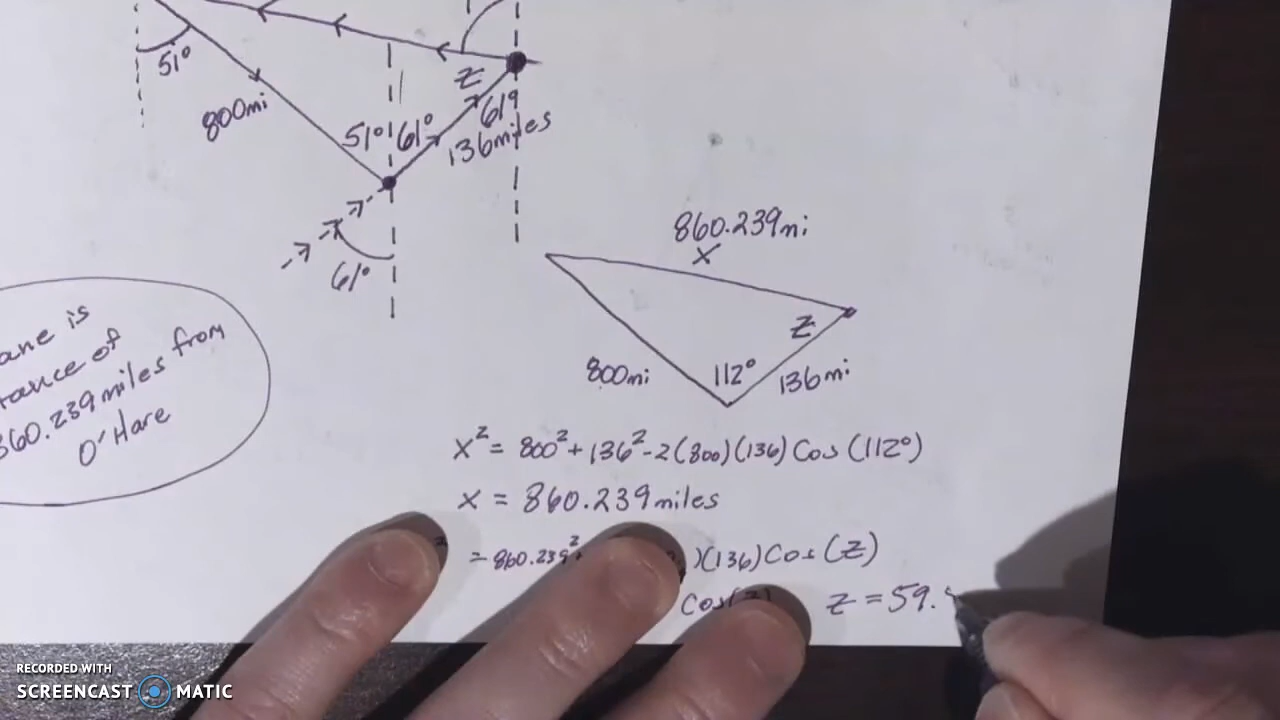 51°
800mi
51° 61°
Z
61°
136miles
61°
ane is
tance of
860.239miles from
O'Hare
860.239mi
X
Z
800mi
112°
136mi
X² = 800² + 136² - 2(800)(136) Cos (112°)
X = 860.239 miles
= 860.239² )(136) Cos (Z)
Cos(Z) Z = 59.
RECORDED WITH
SCREENCAST MATIC